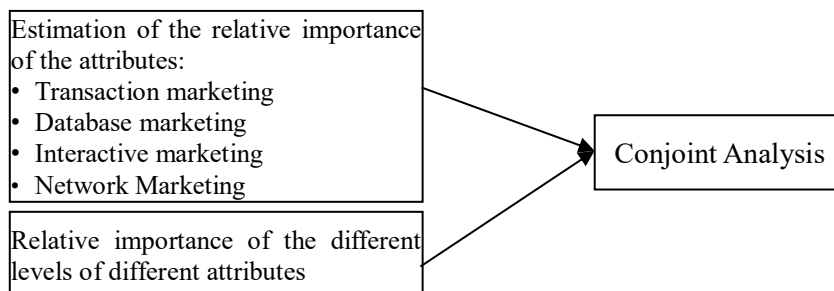 Estimation of the relative importance
of the attributes:
• Transaction marketing
• Database marketing
• Interactive marketing
• Network Marketing
Conjoint Analysis
Relative importance of the different
levels of different attributes